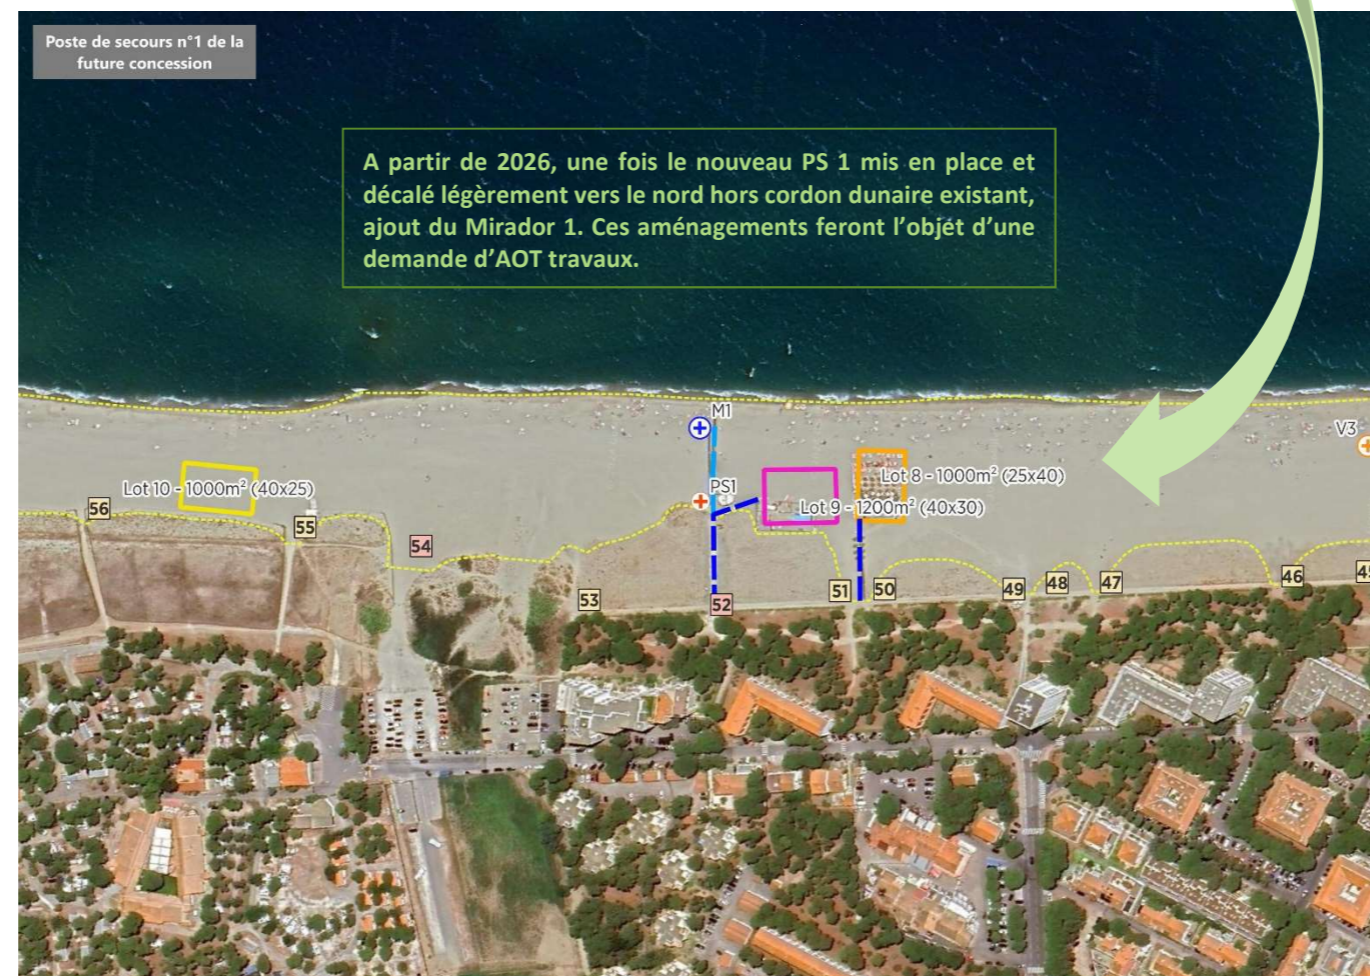 Poste de secours n°1 de la
future concession
A partir de 2026, une fois le nouveau PS 1 mis en place et
décalé légèrement vers le nord hors cordon dunaire existant,
ajout du Mirador 1. Ces aménagements feront l'objet d'une
demande d'AOT travaux.
M1
V3
Lot 8 - 1000m² (25x40)
Lot 10 - 1000m² (40x25)
PS1
Lot 9 - 1200m² (40x30)
56
55
54
53
52
51
50
49
48
47
46
45